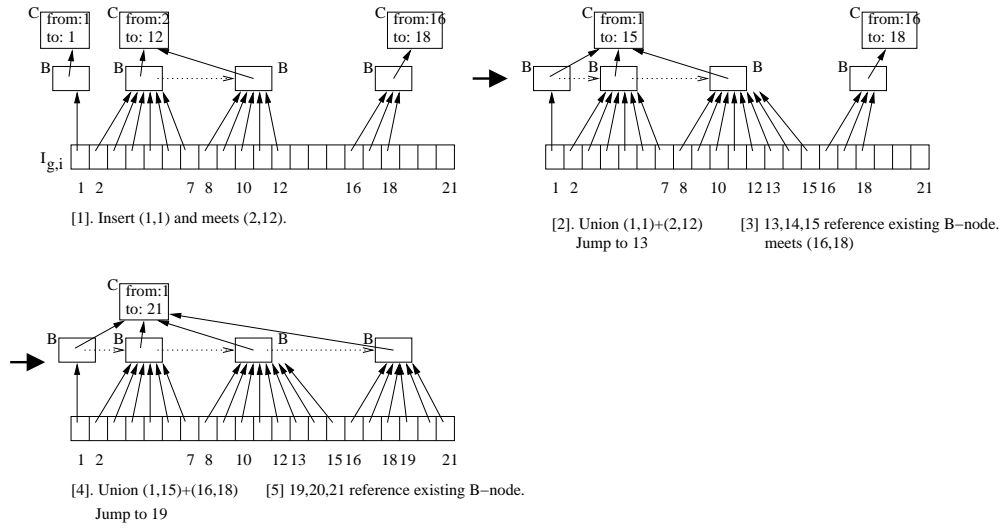 C from:1 to: 1
C from:2 to: 12
C from:16 to: 18
B B B B
I g,i
1 2 7 8 10 12 16 18 21
[1]. Insert (1,1) and meets (2,12).
C from:1 to: 15
C from:16 to: 18
B B B B
1 2 7 8 10 12 13 15 16 18 21
[2]. Union (1,1)+(2,12)
Jump to 13
[3] 13,14,15 reference existing B−node.
meets (16,18)
C from:1 to: 21
B B B B
1 2 7 8 10 12 13 15 16 18 19 21
[4]. Union (1,15)+(16,18)
Jump to 19
[5] 19,20,21 reference existing B−node.